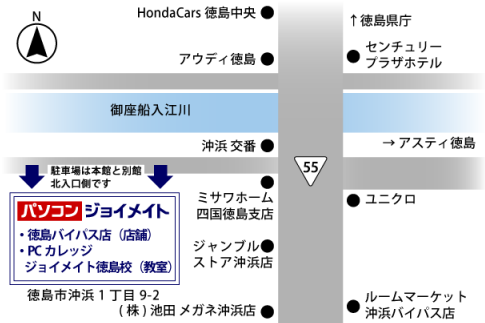 N
HondaCars 徳島中央
↑徳島県庁
アウディ徳島
センチュリー
プラザホテル
御座船入江川
沖浜 交番
→ アスティ徳島
55
駐車場は本館と別館
北入口側です
ミサワホーム
四国徳島支店
ユニクロ
パソコン ジョイメイト
・徳島バイパス店（店舗）
・PC カレッジ
ジョイメイト徳島校（教室）
ジャンブル
ストア沖浜店
徳島市沖浜 1 丁目 9-2
( 株 ) 池田 メガネ沖浜店
ルームマーケット
沖浜バイパス店